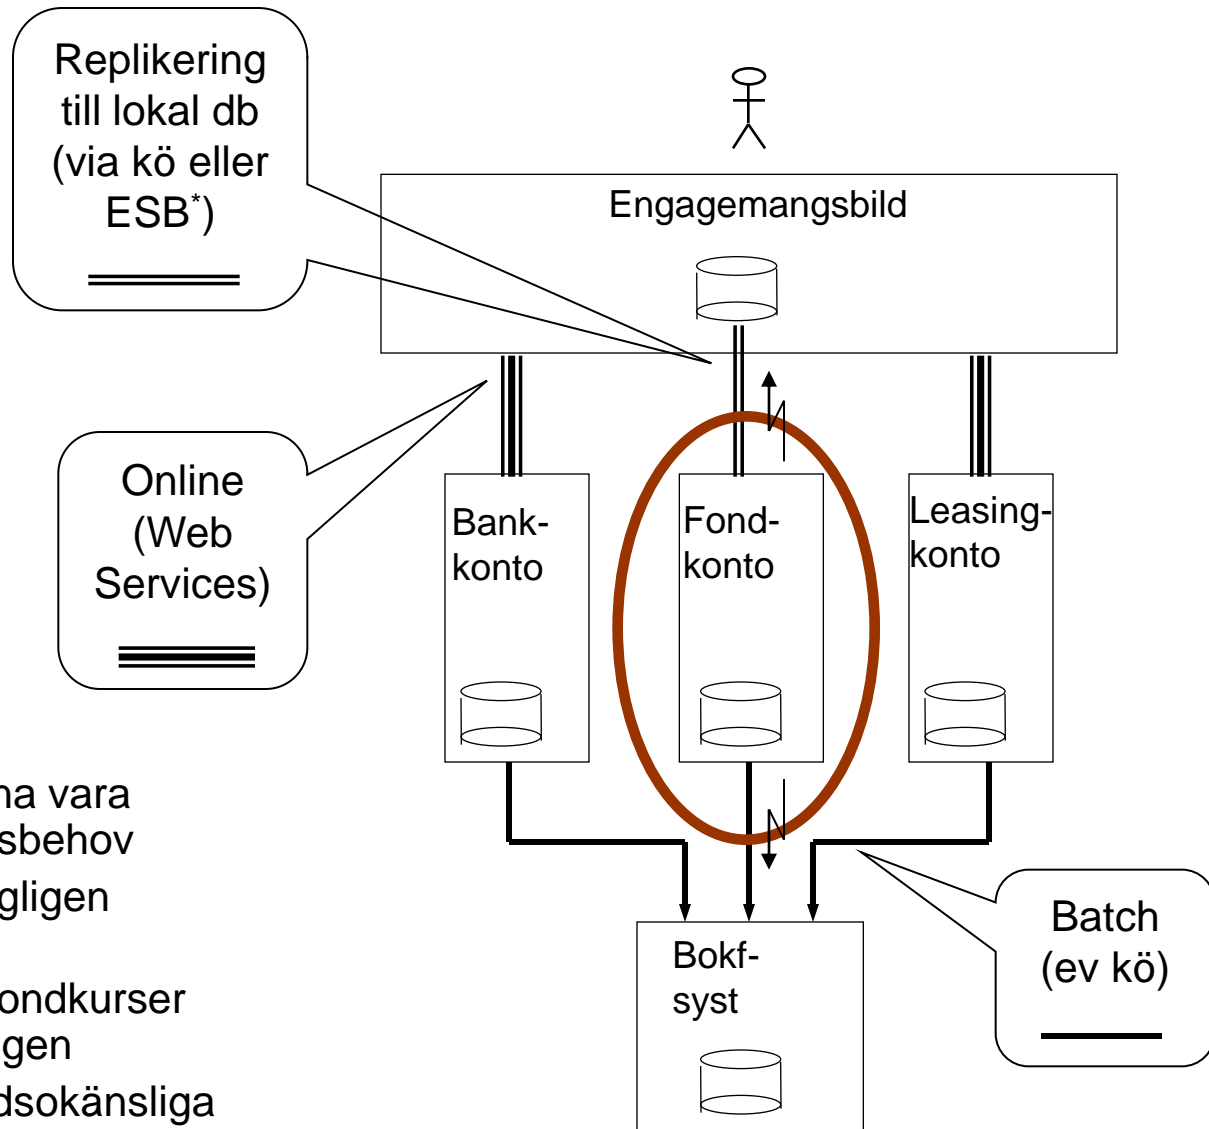 Replikering
till lokal db
(via kö eller
ESB*)
Engagemangsbild
Online
(Web
Services)
Bank-
konto
Fond-
konto
Leasing-
konto
na vara
sbehov
gligen
ondkurser
gen
dsokänsliga
Bokf-
syst
Batch
(ev kö)